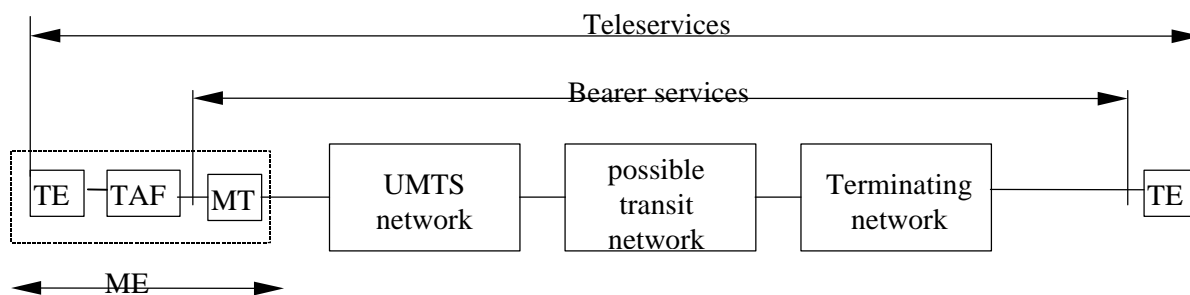 Teleservices
Bearer services
TE
TAF
MT
UMTS
network
possible
transit
network
Terminating
network
TE
ME